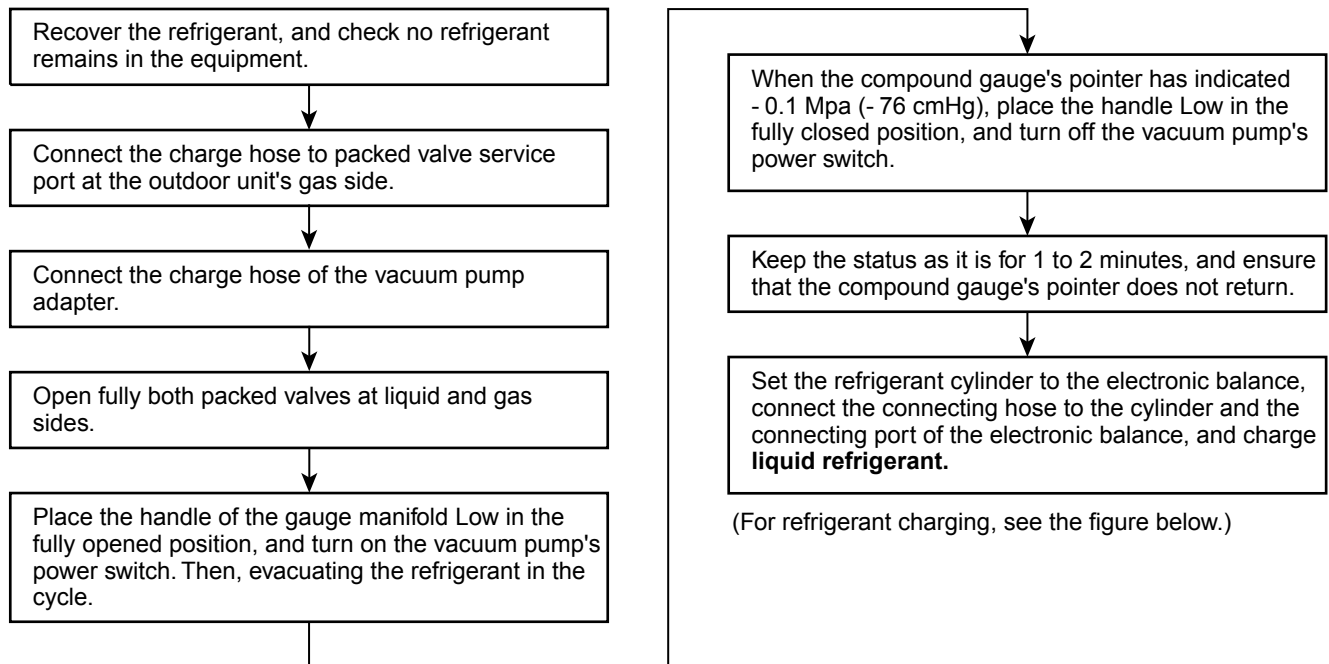 Recover the refrigerant, and check no refrigerant
remains in the equipment.
Connect the charge hose to packed valve service
port at the outdoor unit's gas side.
Connect the charge hose of the vacuum pump
adapter.
Open fully both packed valves at liquid and gas
sides.
Place the handle of the gauge manifold Low in the
fully opened position, and turn on the vacuum pump's
power switch. Then, evacuating the refrigerant in the
cycle.
When the compound gauge's pointer has indicated
- 0.1 Mpa (- 76 cmHg), place the handle Low in the
fully closed position, and turn off the vacuum pump's
power switch.
Keep the status as it is for 1 to 2 minutes, and ensure
that the compound gauge's pointer does not return.
Set the refrigerant cylinder to the electronic balance,
connect the connecting hose to the cylinder and the
connecting port of the electronic balance, and charge
liquid refrigerant.
(For refrigerant charging, see the figure below.)